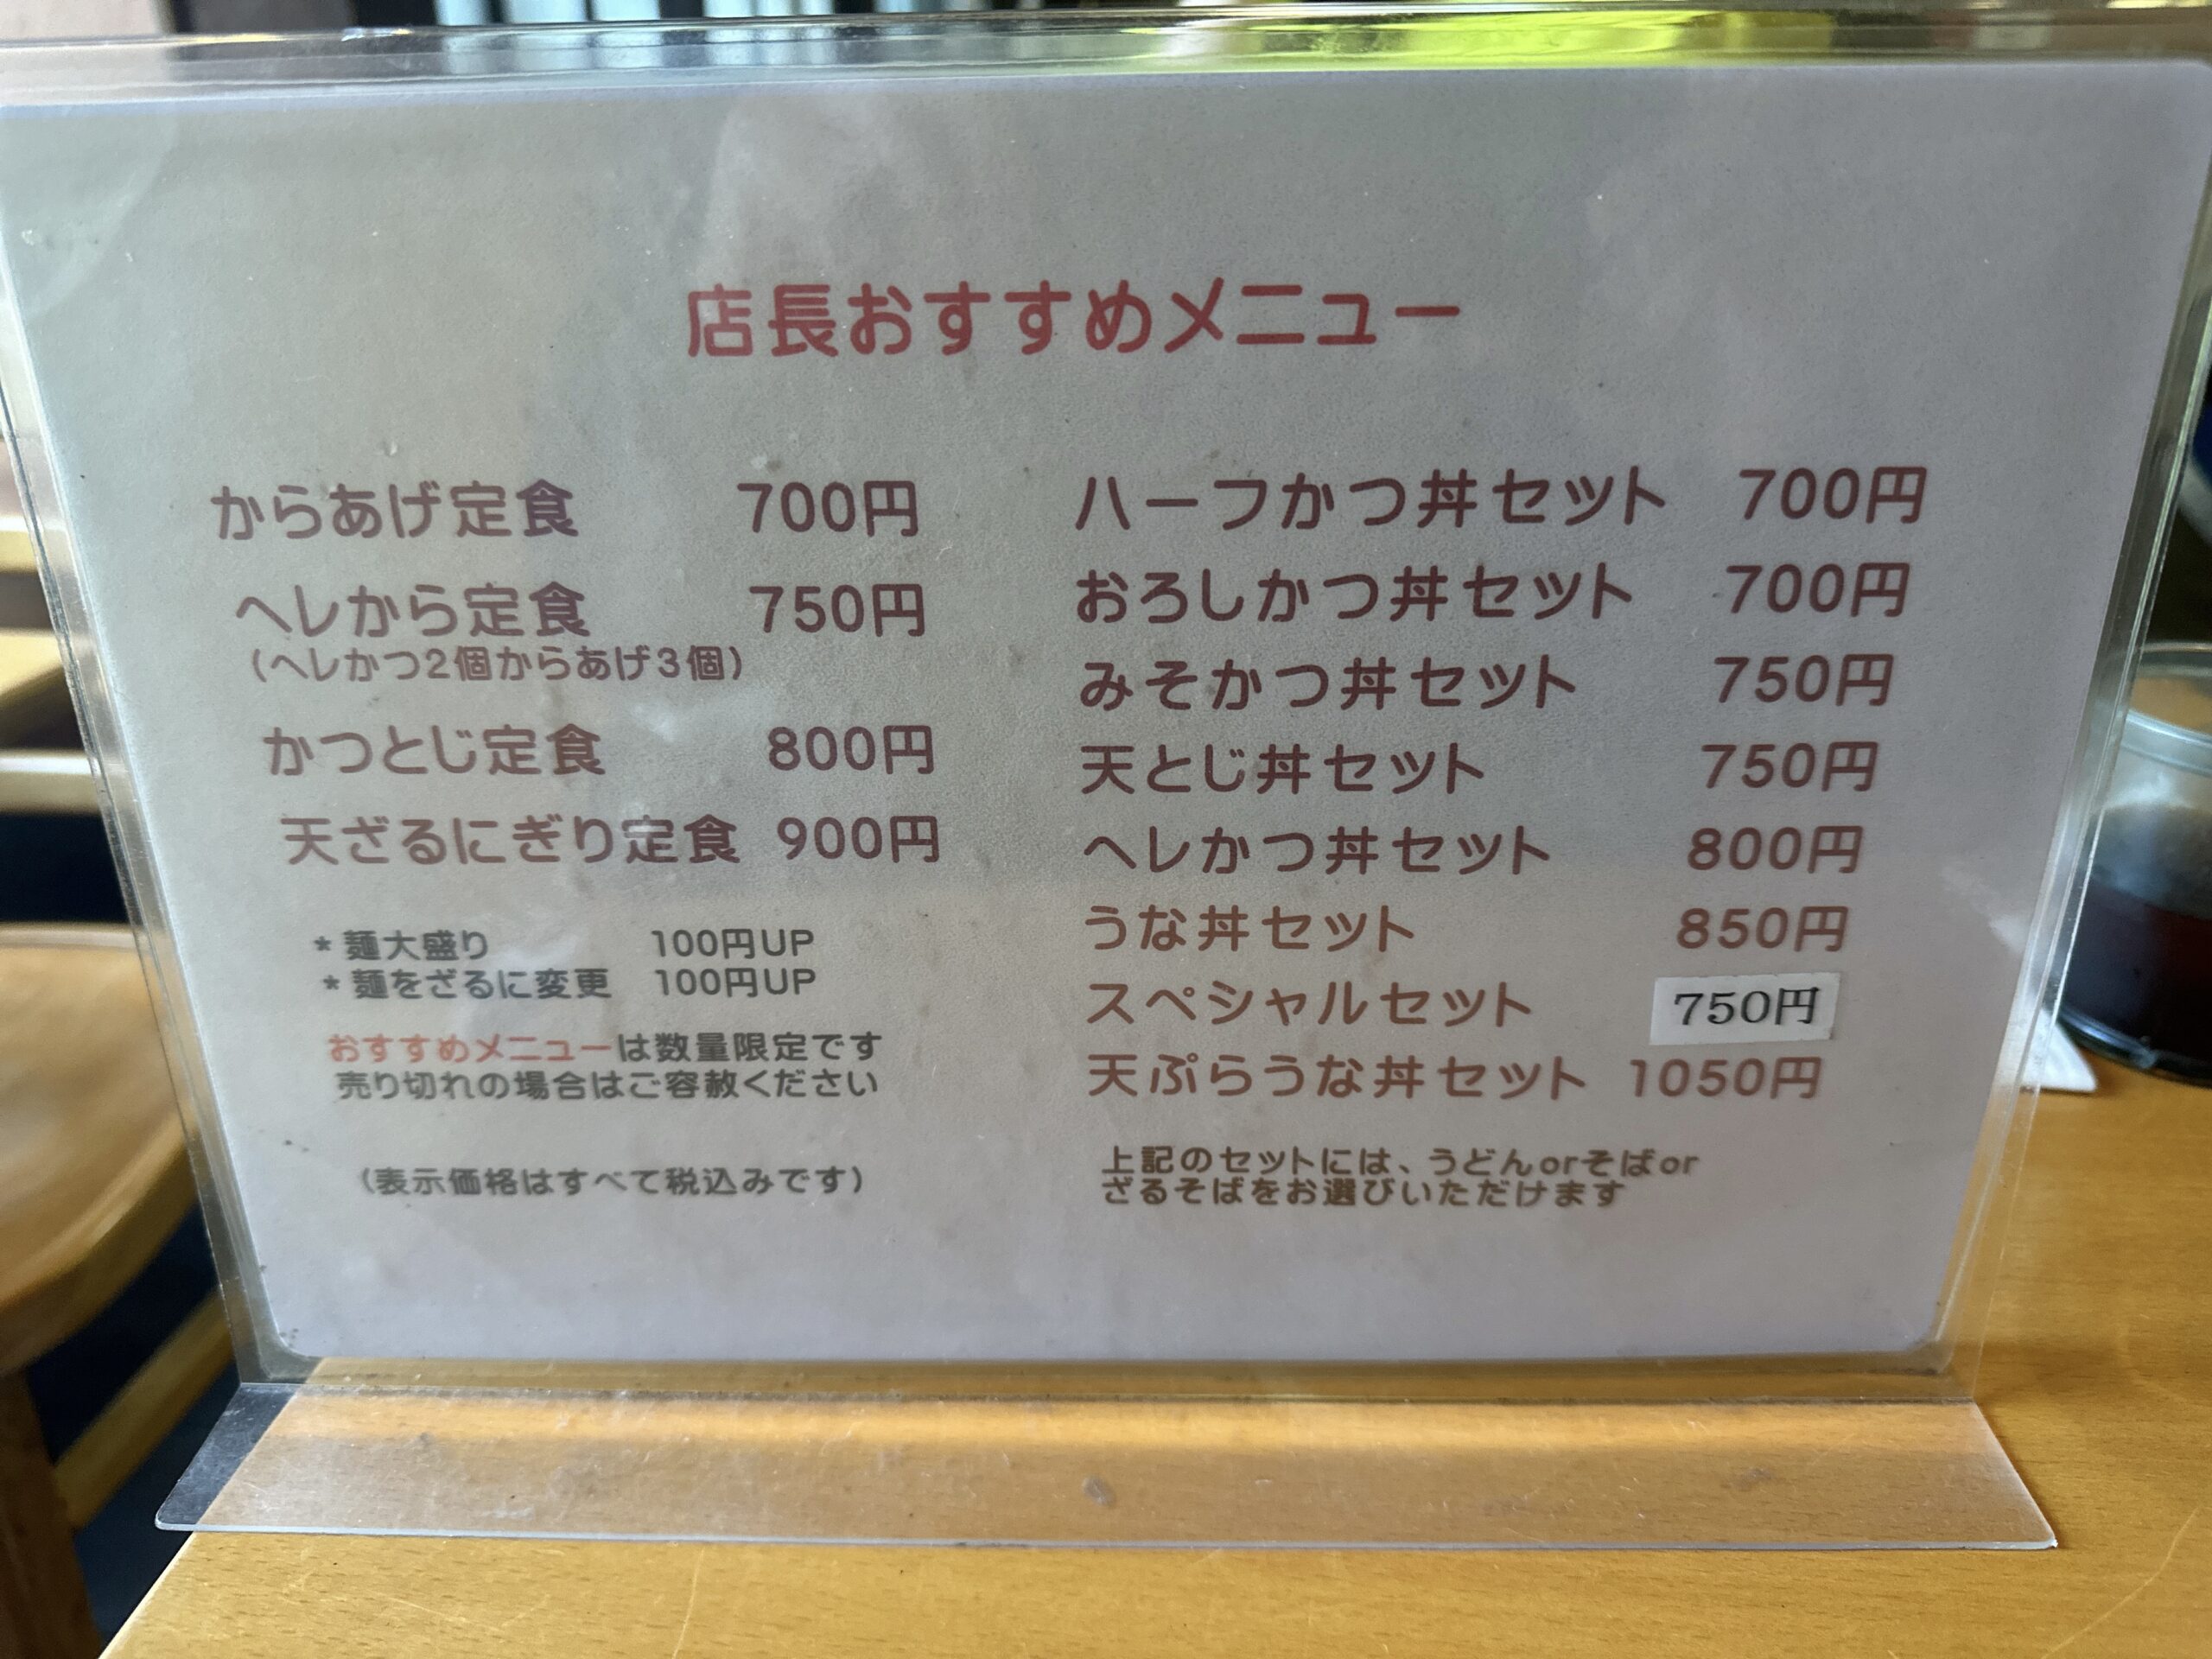 店長おすすめメニュー
からあげ定食 700円
ヘレから定食 750円
（ヘレかつ2個からあげ3個）
かつとじ定食 800円
天ざるにぎり定食 900円
* 麺大盛り 100円UP
* 麺をざるに変更 100円UP
おすすめメニューは数量限定です
売り切れの場合はご容赦ください
（表示価格はすべて税込みです）
ハーフかつ丼セット 700円
おろしかつ丼セット 700円
みそかつ丼セット 750円
天とじ丼セット 750円
ヘレかつ丼セット 800円
うな丼セット 850円
スペシャルセット 750円
天ぷらうな丼セット 1050円
上記のセットには、うどんorそばor
ざるそばをお選びいただけます